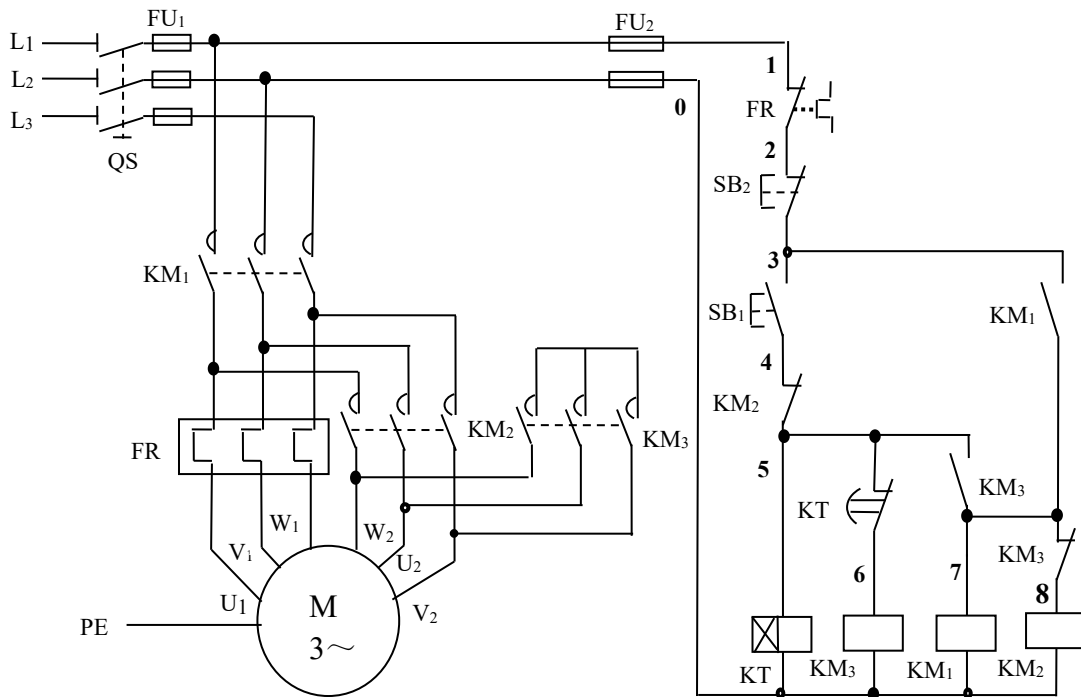 FU₁
FU₂
L₁
L₂
L₃
QS
1
0
FR
2
SB₂
3
KM₁
SB₁
KM₁
4
KM₂
KM₂
KM₃
FR
5
KM₃
KT
W₁
W₂
Vᵢ
U₂
KM₃
6
7
8
U₁
M
V₂
PE
3～
KT
KM₃
KM₁
KM₂